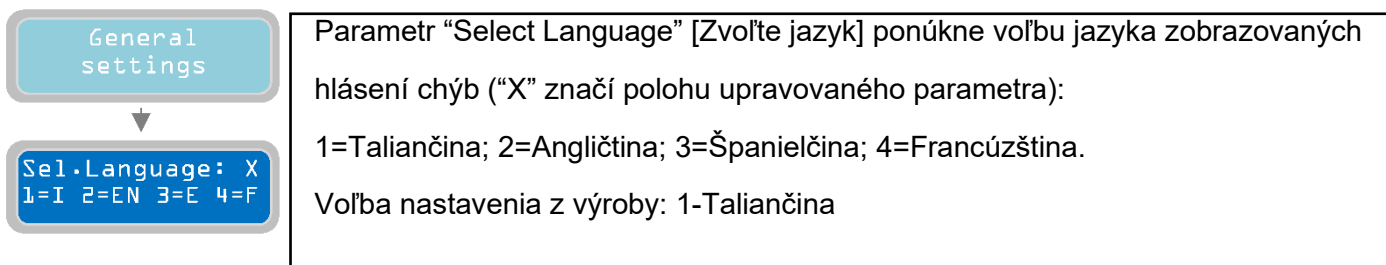 General
settings
Sel.Language: X
1=I 2=EN 3=E 4=F
Parametr “Select Language” [Zvoľte jazyk] ponúkne voľbu jazyka zobrazovaných
hlásení chýb (“X” značí polohu upravovaného parametra):
1=Taliančina; 2=Angličtina; 3=Španielčina; 4=Francúzština.
Voľba nastavenia z výroby: 1-Taliančina